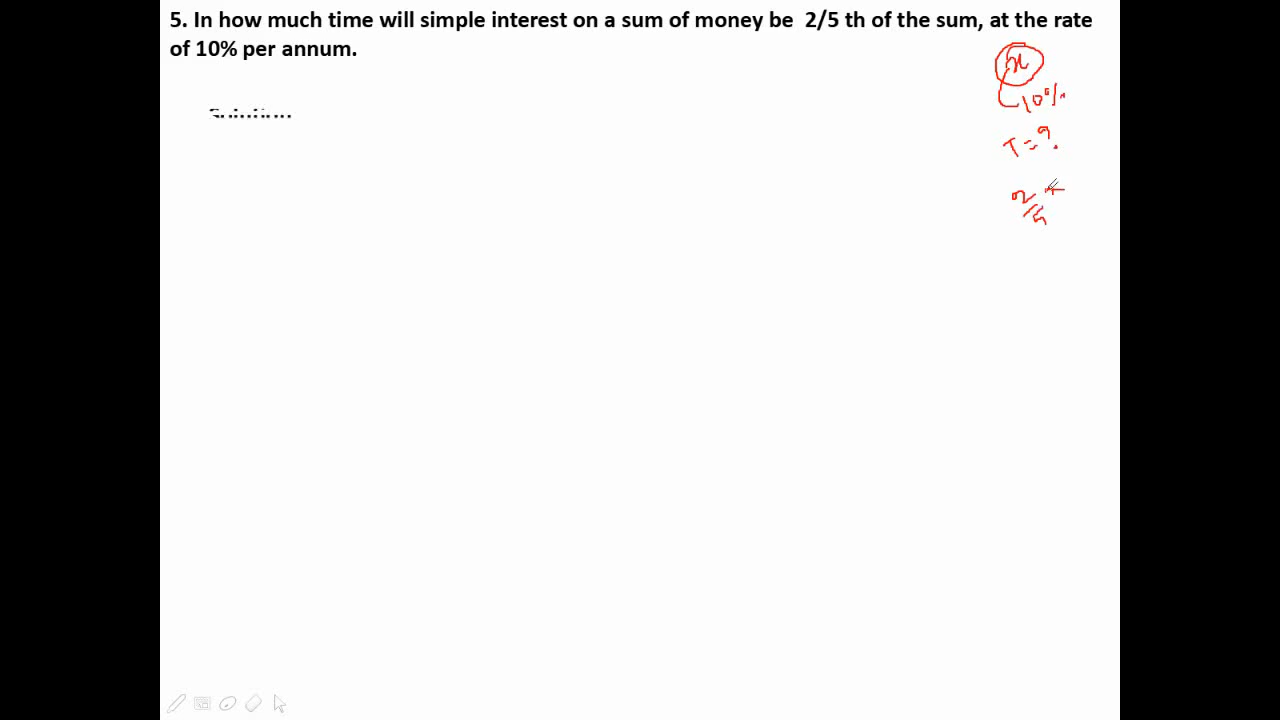 5. In how much time will simple interest on a sum of money be 2/5 th of the sum, at the rate
of 10% per annum.
x
10%
T = ?
2/5